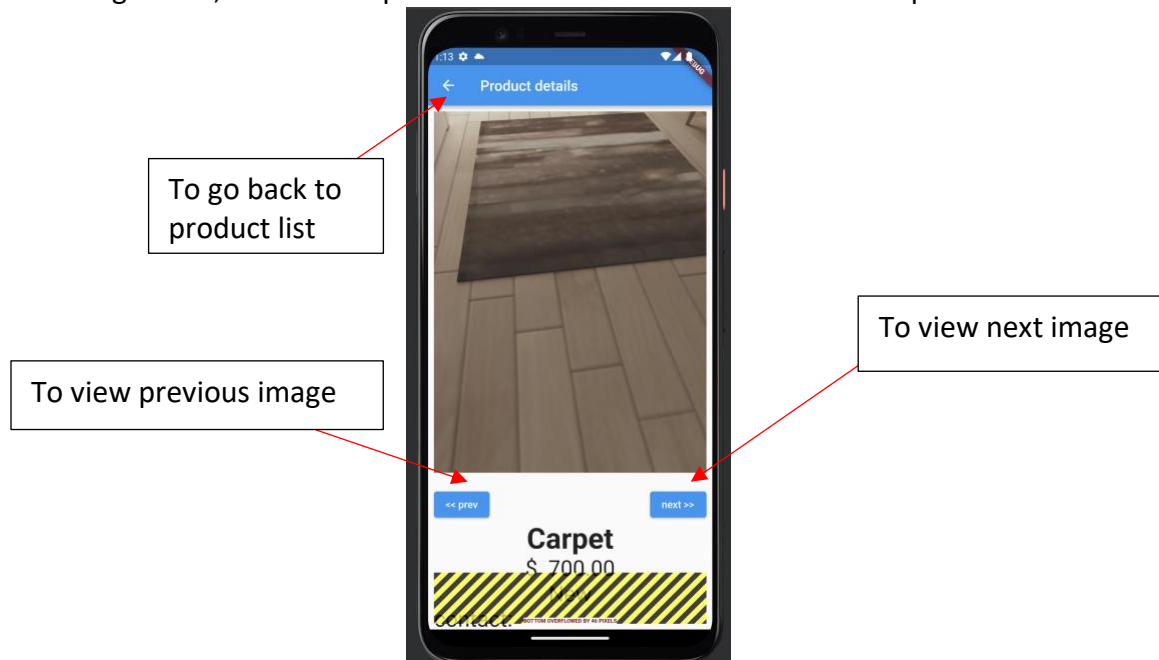 1:13
DEBUG
Product details
To go back to
product list
To view next image
To view previous image
<< prev
next >>
Carpet
$ 700.00
New
contact:
BOTTOM OVERFLOWED BY 46 PIXELS